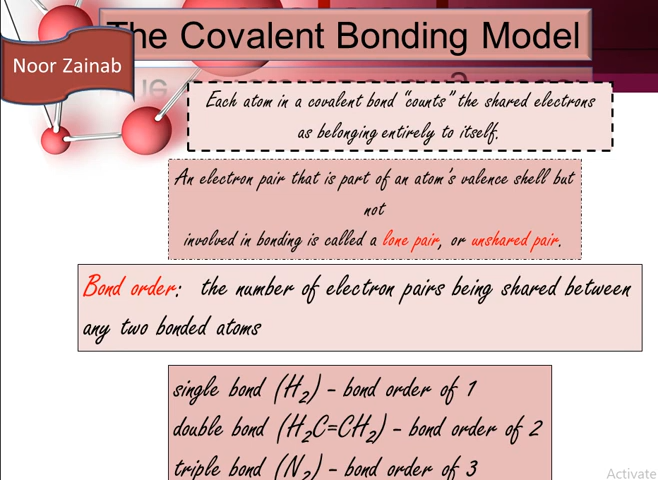 The Covalent Bonding Model
Noor Zainab
Each atom in a covalent bond “counts” the shared electrons
as belonging entirely to itself.
An electron pair that is part of an atom’s valence shell but
not
involved in bonding is called a lone pair, or unshared pair.
Bond order: the number of electron pairs being shared between
any two bonded atoms
single bond (H₂) – bond order of 1
double bond (H₂C=CH₂) – bond order of 2
triple bond (N₂) – bond order of 3
Activate